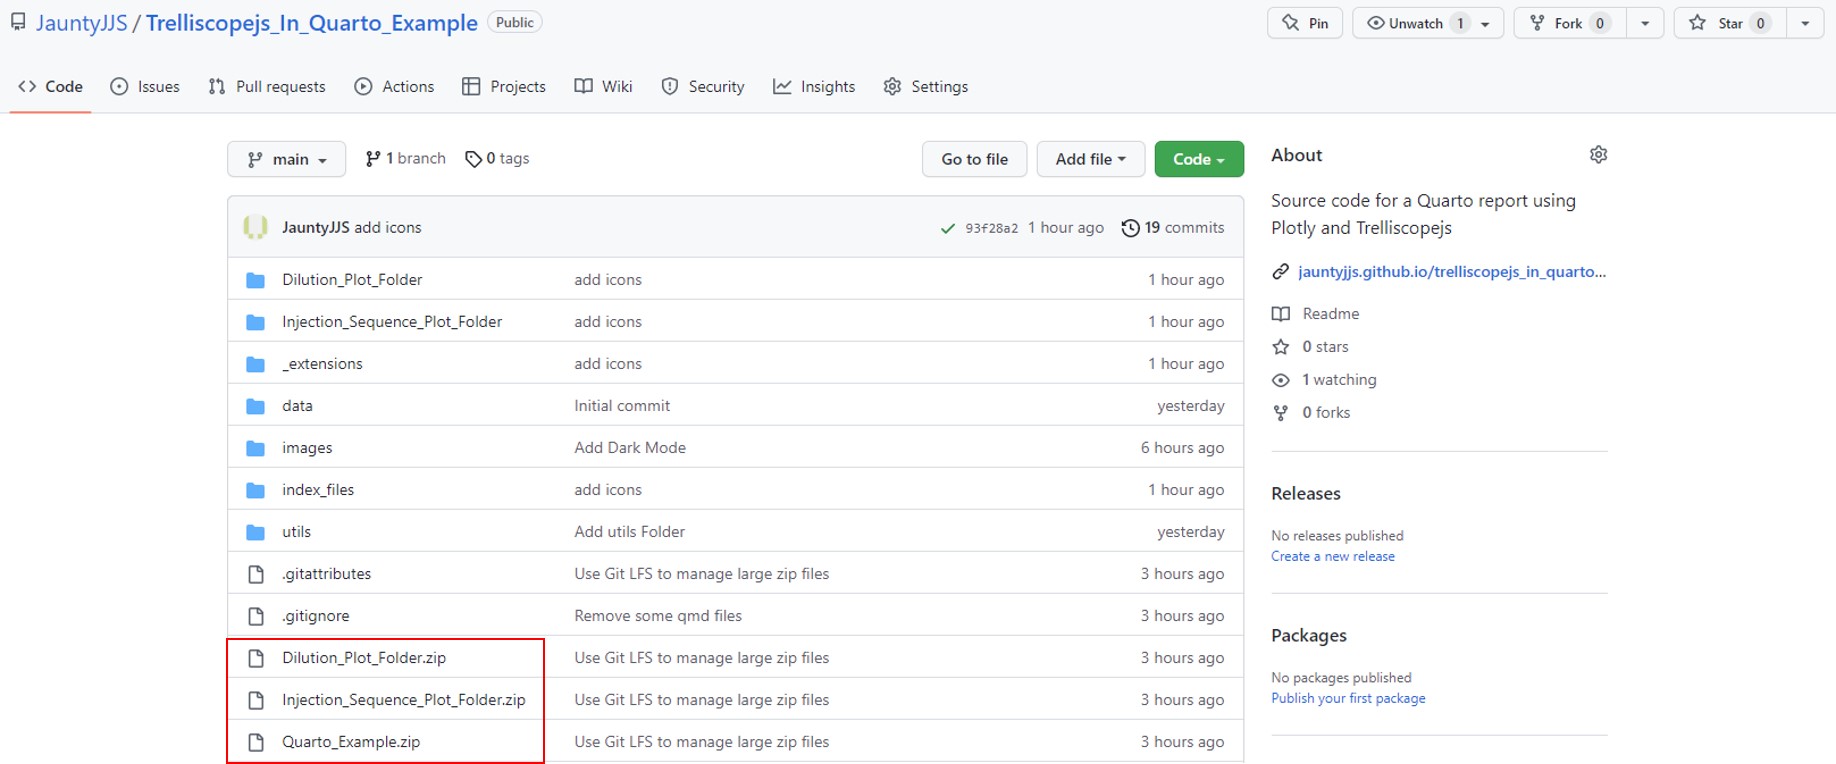 JauntyJJS / Trelliscopejs_In_Quarto_Example Public Pin Unwatch 1 Fork 0 Star 0
Code Issues Pull requests Actions Projects Wiki Security Insights Settings
main 1 branch 0 tags Go to file Add file Code
JauntyJJS add icons 93f28a2 1 hour ago 19 commits
Dilution_Plot_Folder add icons 1 hour ago
Injection_Sequence_Plot_Folder add icons 1 hour ago
_extensions add icons 1 hour ago
data Initial commit yesterday
images Add Dark Mode 6 hours ago
index_files add icons 1 hour ago
utils Add utils Folder yesterday
.gitattributes Use Git LFS to manage large zip files 3 hours ago
.gitignore Remove some qmd files 3 hours ago
Dilution_Plot_Folder.zip Use Git LFS to manage large zip files 3 hours ago
Injection_Sequence_Plot_Folder.zip Use Git LFS to manage large zip files 3 hours ago
Quarto_Example.zip Use Git LFS to manage large zip files 3 hours ago
About
Source code for a Quarto report using
Plotly and Trelliscopejs
jauntyjjs.github.io/trelliscopejs_in_quarto...
Readme
0 stars
1 watching
0 forks
Releases
No releases published
Create a new release
Packages
No packages published
Publish your first package